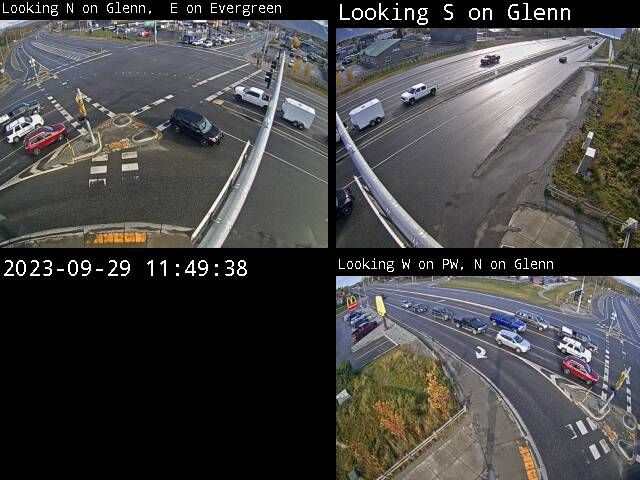 Looking N on Glenn,  E on Evergreen
Looking S on Glenn
2023-09-29 11:49:38
Looking W on PW, N on Glenn